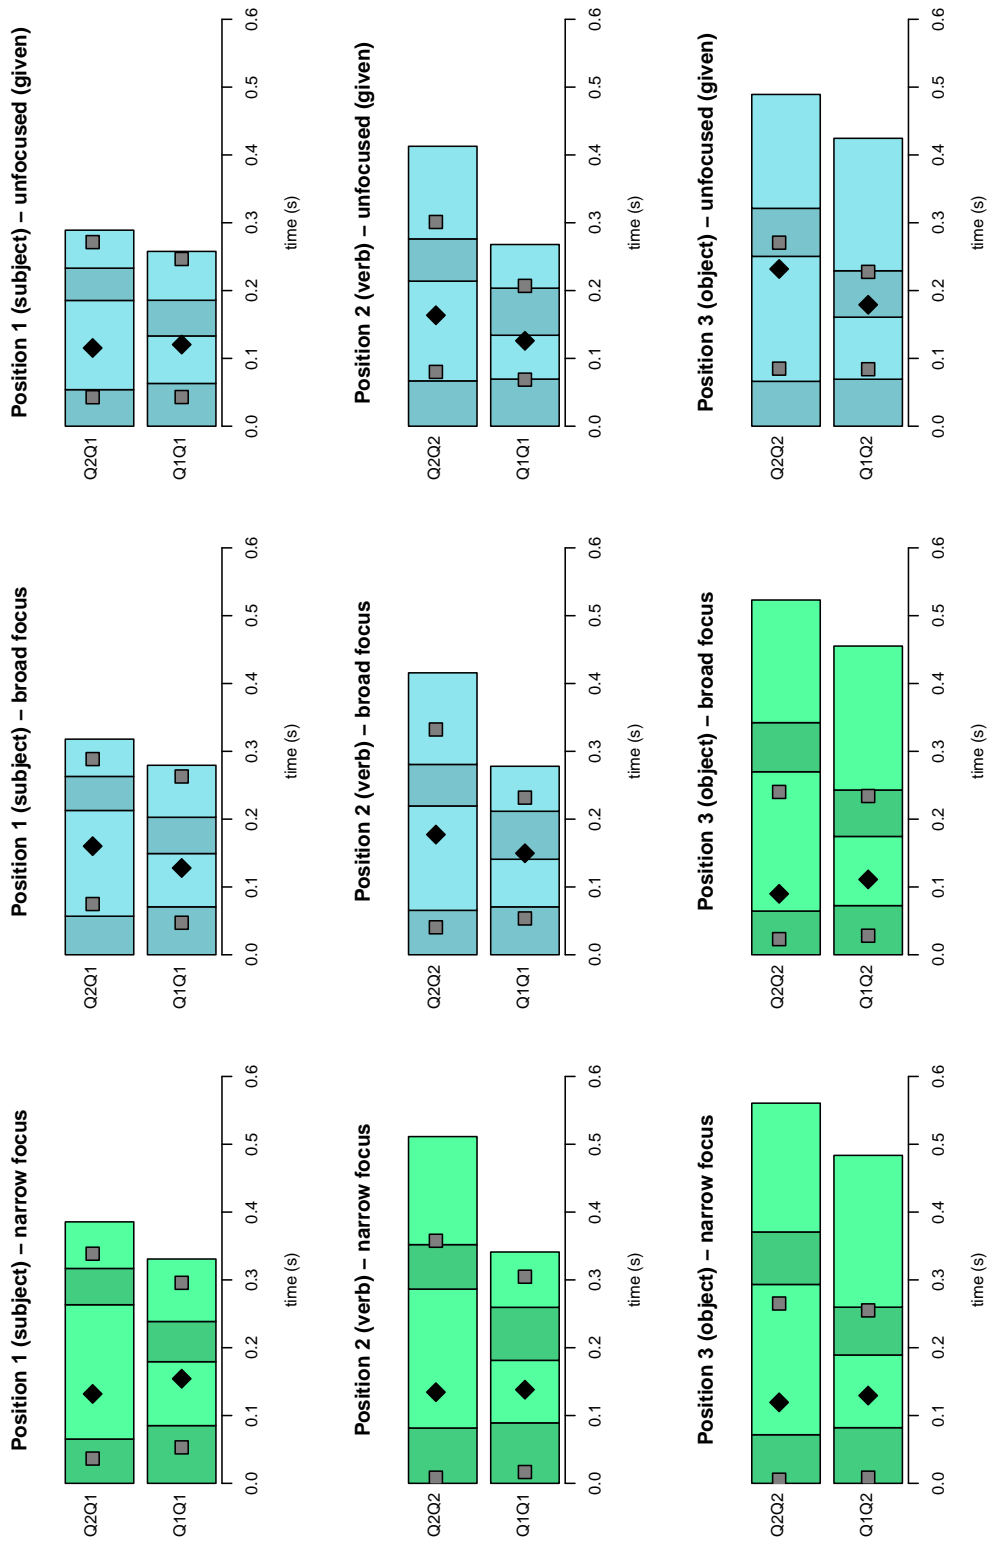 Position 1 (subject) – narrow focus
Q2Q1
Q1Q1
0.0 0.1 0.2 0.3 0.4 0.5 0.6
time (s)
Position 1 (subject) – broad focus
Q2Q1
Q1Q1
0.0 0.1 0.2 0.3 0.4 0.5 0.6
time (s)
Position 1 (subject) – unfocused (given)
Q2Q1
Q1Q1
0.0 0.1 0.2 0.3 0.4 0.5 0.6
time (s)
Position 2 (verb) – narrow focus
Q2Q2
Q1Q1
0.0 0.1 0.2 0.3 0.4 0.5 0.6
time (s)
Position 2 (verb) – broad focus
Q2Q2
Q1Q1
0.0 0.1 0.2 0.3 0.4 0.5 0.6
time (s)
Position 2 (verb) – unfocused (given)
Q2Q2
Q1Q1
0.0 0.1 0.2 0.3 0.4 0.5 0.6
time (s)
Position 3 (object) – narrow focus
Q2Q2
Q1Q2
0.0 0.1 0.2 0.3 0.4 0.5 0.6
time (s)
Position 3 (object) – broad focus
Q2Q2
Q1Q2
0.0 0.1 0.2 0.3 0.4 0.5 0.6
time (s)
Position 3 (object) – unfocused (given)
Q2Q2
Q1Q2
0.0 0.1 0.2 0.3 0.4 0.5 0.6
time (s)